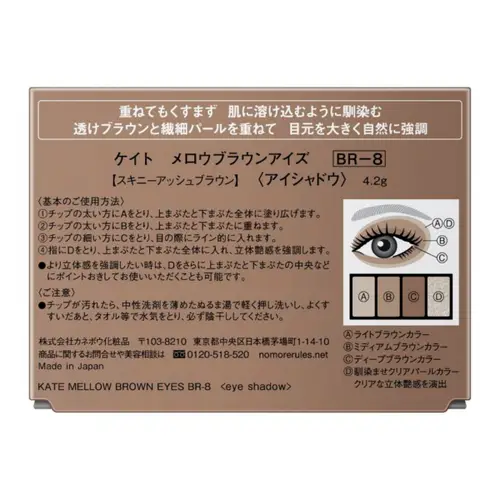 重ねてもくすまず 肌に溶け込むように馴染む
透けブラウンと繊細パールを重ねて 目元を大きく自然に強調
ケイト メロウブラウンアイズ BR-8
【スキニーアッシュブラウン】 〈アイシャドウ〉 4.2g
〈基本のご使用方法〉
①チップの太い方にAをとり、上まぶたと下まぶた全体に塗り広げます。
②チップの太い方にBをとり、上まぶたと下まぶたに重ねます。
③チップの細い方にCをとり、目の際にライン的に入れます。
④指にDをとり、上まぶたと下まぶた全体に入れ、立体艶感を強調します。
●より立体感を強調したい時は、Dをさらに上まぶたと下まぶたの中央など
にポイントおきしてお使いいただいても結構です。
〈ご注意〉
●チップが汚れたら、中性洗剤を薄めたぬるま湯で軽く押し洗いし、よくす
すいだあと、タオル等で水気をとり、必ず陰干ししてください。
株式会社カネボウ化粧品 〒103-8210 東京都中央区日本橋茅場町1-14-10
商品に関するお問合せや美容相談は 0120-518-520 nomorerules.net
Made in Japan
KATE MELLOW BROWN EYES BR-8 〈eye shadow〉
ⒶⒹ
Ⓑ
Ⓒ
A B C D
Ⓐライトブラウンカラー
Ⓑミディアムブラウンカラー
Ⓒディープブラウンカラー
Ⓓ馴染ませクリアパールカラー
クリアな立体艶感を演出